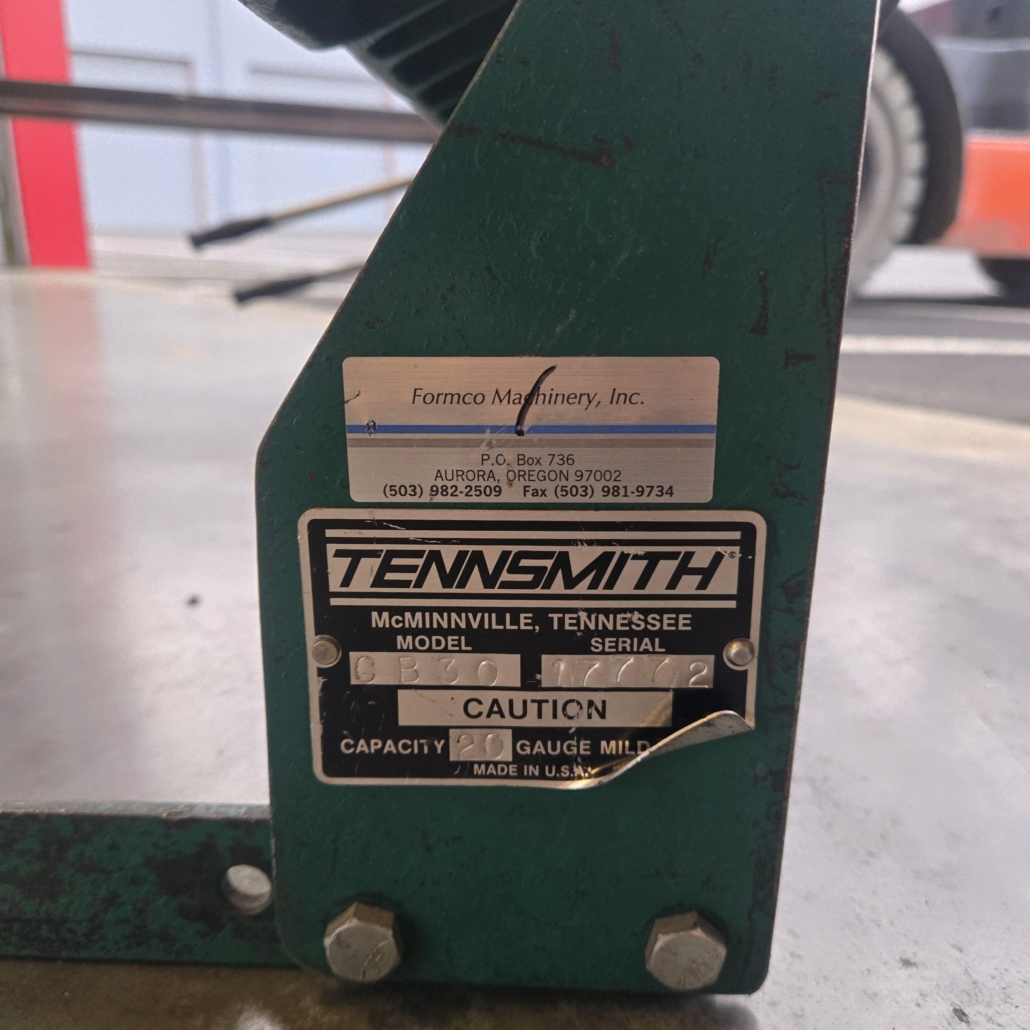 Formco Machinery, Inc.
P.O. Box 736
AURORA, OREGON 97002
(503) 982-2509 Fax (503) 981-9734
TENNSMITH®
McMINNVILLE, TENNESSEE
MODEL SERIAL
CB30 17772
CAUTION
CAPACITY 20 GAUGE MILD
MADE IN U.S.A.